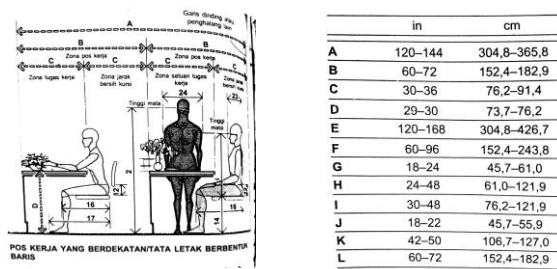 Garis dinding atau
penghalang lain
A
B
B
Zona pos kerja
Zona pos kerja
C
C
C
C
Zona tugas kerja
Zona jarak
bersih kursi
Zona satuan tugas
kerja
24
23
Tinggi mata
Tinggi
mata
2
D
12
16
17
14
16
POS KERJA YANG BERDEKATAN/TATA LETAK BERBENTUK
BARIS
in cm
A 120–144 304,8–365,8
B 60–72 152,4–182,9
C 30–36 76,2–91,4
D 29–30 73,7–76,2
E 120–168 304,8–426,7
F 60–96 152,4–243,8
G 18–24 45,7–61,0
H 24–48 61,0–121,9
I 30–48 76,2–121,9
J 18–22 45,7–55,9
K 42–50 106,7–127,0
L 60–72 152,4–182,9